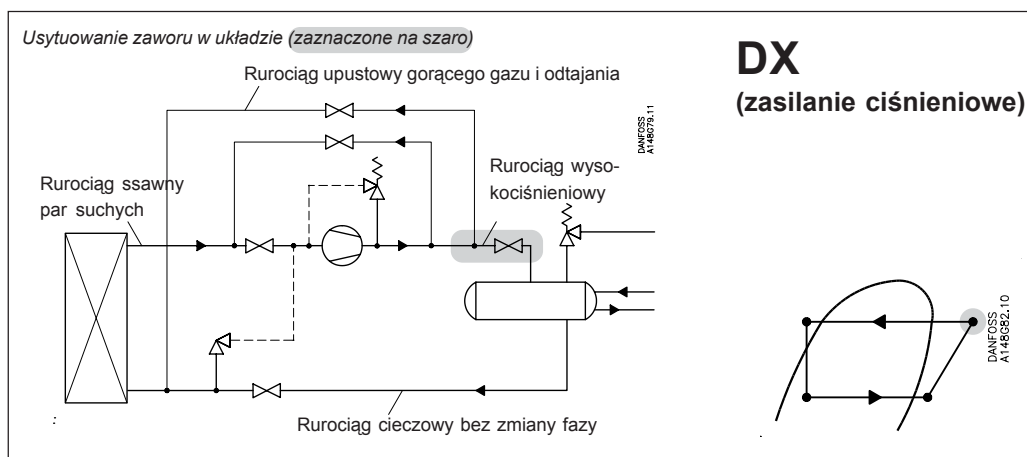 Usytuowanie zaworu w układzie (zaznaczone na szaro)
DX
(zasilanie ciśnieniowe)
Rurociąg upustowy gorącego gazu i odtajania
DANFOSS
A148G79.11
Rurociąg wyso-
kociśnieniowy
Rurociąg ssawny
par suchych
DANFOSS
A148G82.10
Rurociąg cieczowy bez zmiany fazy